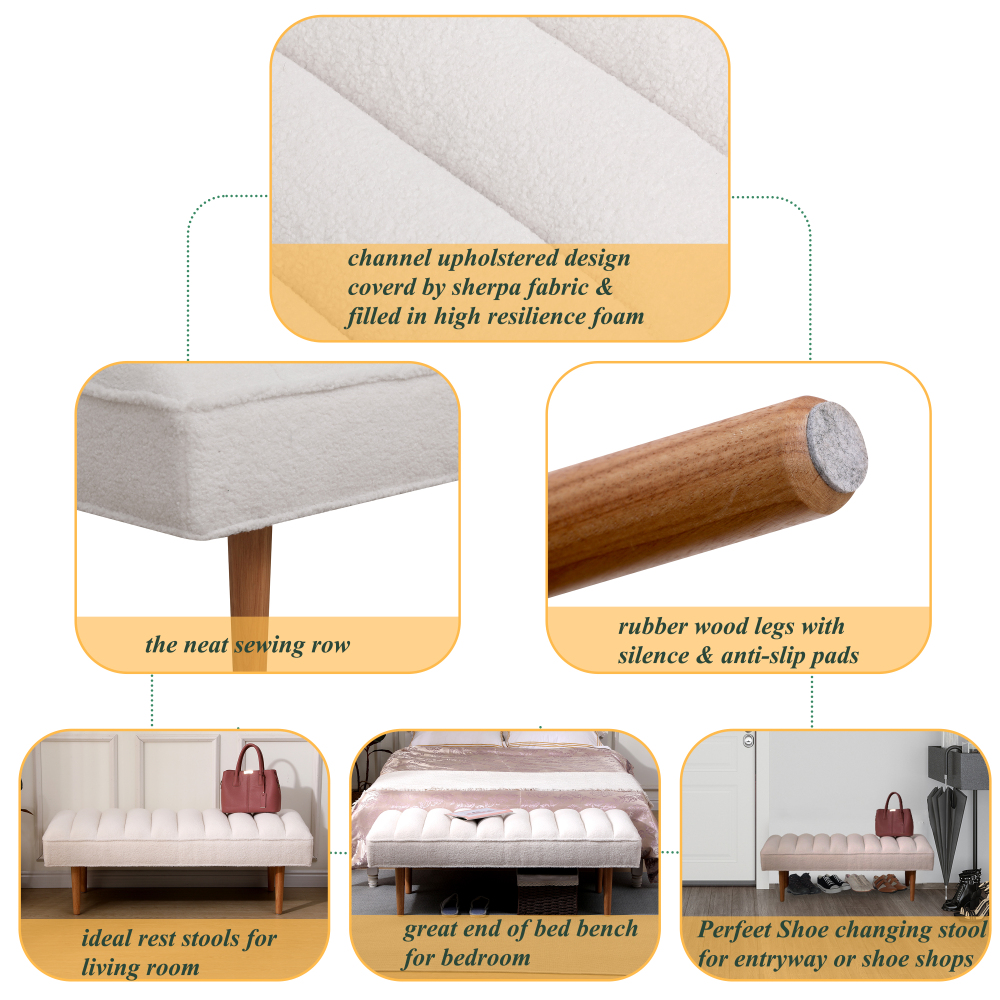 channel upholstered design
coverd by sherpa fabric &
filled in high resilience foam
the neat sewing row
rubber wood legs with
silence & anti-slip pads
ideal rest stools for
living room
great end of bed bench
for bedroom
Perfeet Shoe changing stool
for entryway or shoe shops